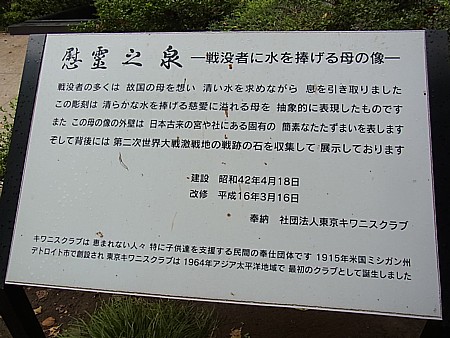 慰霊之泉 ―戦没者に水を捧げる母の像―
戦没者の多くは 故国の母を想い 清い水を求めながら 息を引き取りました
この彫刻は 清らかな水を捧げる慈愛に溢れる母を 抽象的に表現したものです
また この母の像の外壁は 日本古来の宮や社にある固有の 簡素なたたずまいを表します
そして背後には 第二次世界大戦激戦地の戦跡の石を収集して 展示しております
建設 昭和42年4月18日
改修 平成16年3月16日
奉納 社団法人東京キワニスクラブ
キワニスクラブは 恵まれない人々 特に子供達を支援する民間の奉仕団体です 1915年米国ミシガン州
デトロイト市で創設され 東京キワニスクラブは 1964年アジア太平洋地域で 最初のクラブとして誕生しました